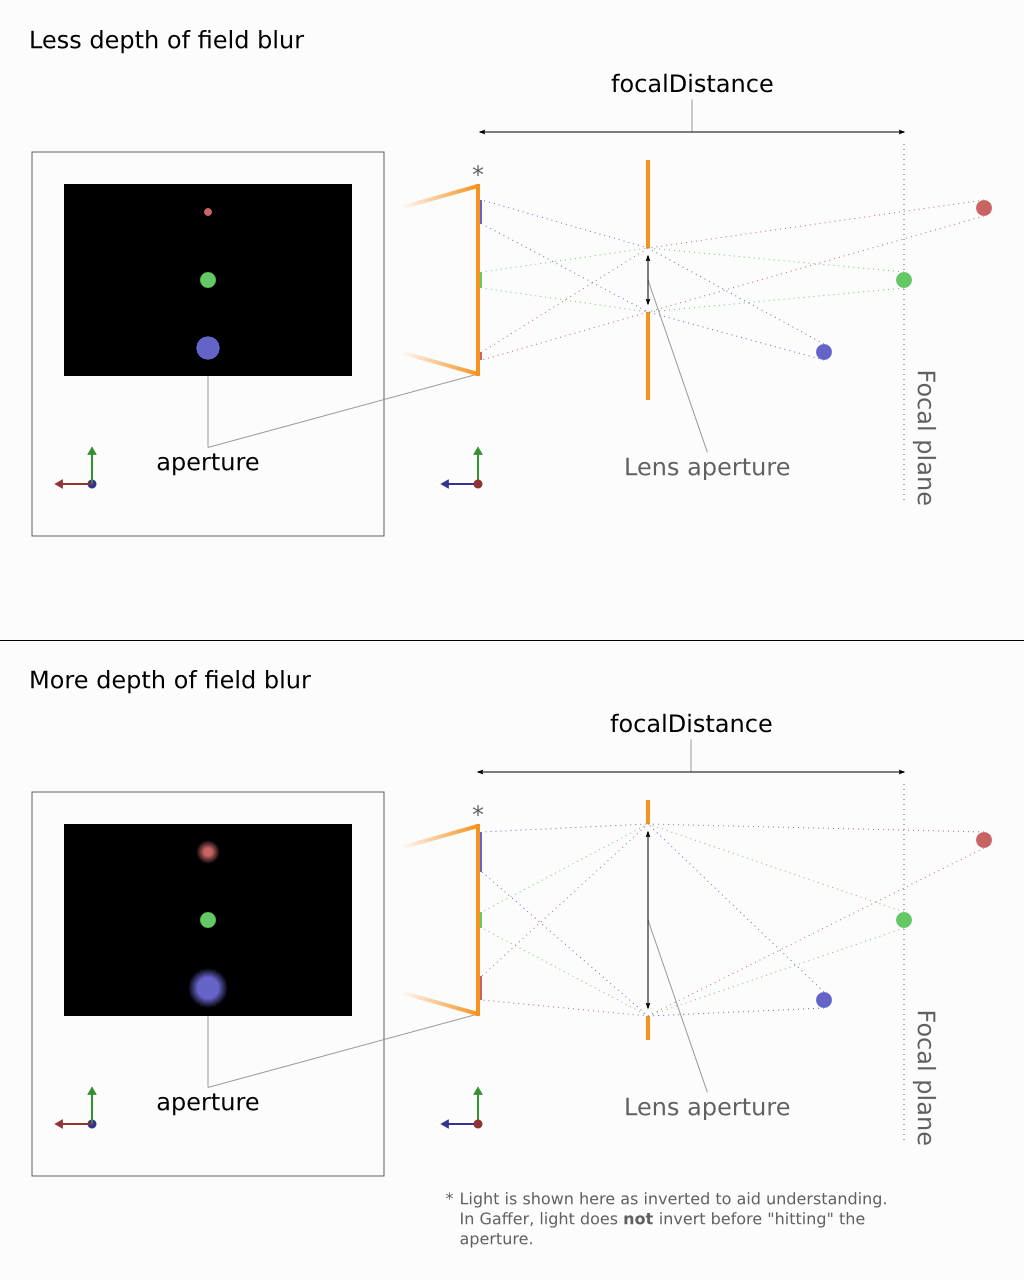 Less depth of field blur
focalDistance
*
aperture
Lens aperture
Focal plane
More depth of field blur
focalDistance
*
aperture
Lens aperture
Focal plane
* Light is shown here as inverted to aid understanding.
In Gaffer, light does not invert before "hitting" the
aperture.